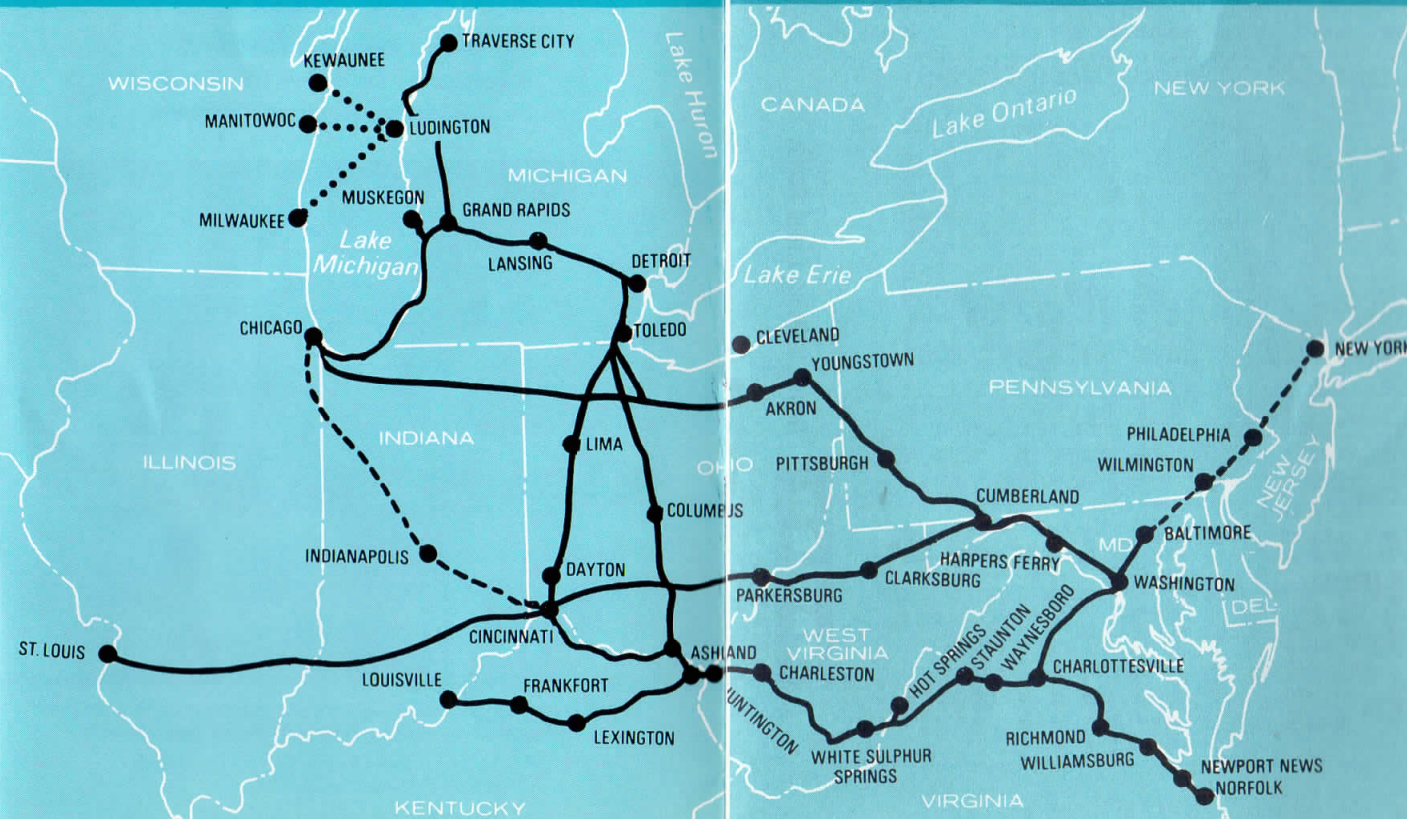 TRAVERSE CITY
KEWAUNEE
WISCONSIN
Lake Huron
CANADA
Lake Ontario
NEW YORK
MANITOWOC
LUDINGTON
MICHIGAN
MUSKEGON
MILWAUKEE
GRAND RAPIDS
Lake
Michigan
LANSING
DETROIT
Lake Erie
CHICAGO
TOLEDO
CLEVELAND
YOUNGSTOWN
NEW YORK
AKRON
PENNSYLVANIA
INDIANA
LIMA
ILLINOIS
OHIO
PITTSBURGH
PHILADELPHIA
WILMINGTON
NEW
JERSEY
COLUMBUS
CUMBERLAND
BALTIMORE
MD
INDIANAPOLIS
DAYTON
HARPERS FERRY
CLARKSBURG
PARKERSBURG
WASHINGTON
DEL.
CINCINNATI
WEST
VIRGINIA
HOT SPRINGS
STAUNTON
WAYNESBORO
ST. LOUIS
ASHLAND
CHARLESTON
CHARLOTTESVILLE
LOUISVILLE
FRANKFORT
LEXINGTON
UNTINGTON
WHITE SULPHUR
SPRINGS
RICHMOND
WILLIAMSBURG
NEWPORT NEWS
NORFOLK
KENTUCKY
VIRGINIA